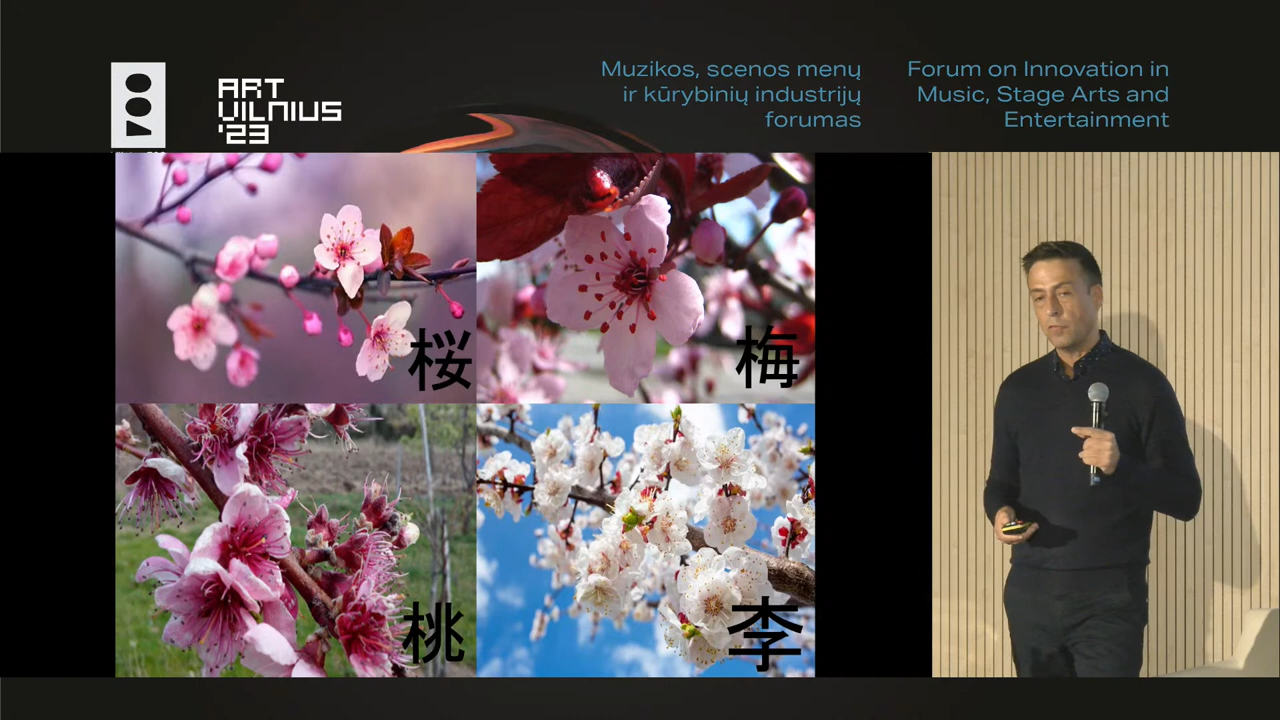 ART
VILNIUS
'23
Muzikos, scenos menų
ir kūrybinių industrijų
forumas
Forum on Innovation in
Music, Stage Arts and
Entertainment
桜
梅
桃
李